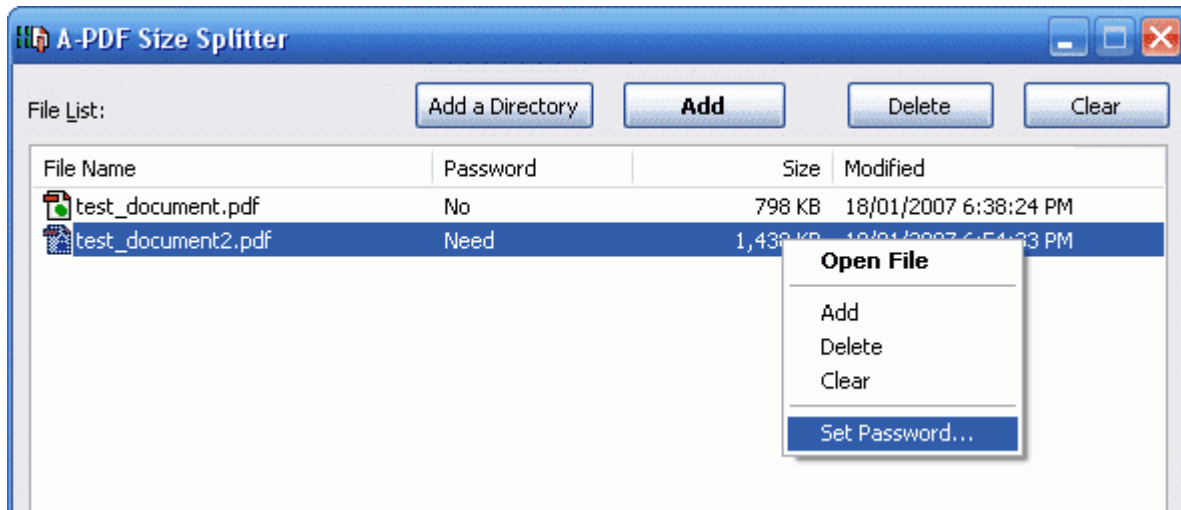 A-PDF Size Splitter
File List: Add a Directory Add Delete Clear
File Name Password Size Modified
test_document.pdf No 798 KB 18/01/2007 6:38:24 PM
test_document2.pdf Need PM
Open File
Add
Delete
Clear
Set Password...